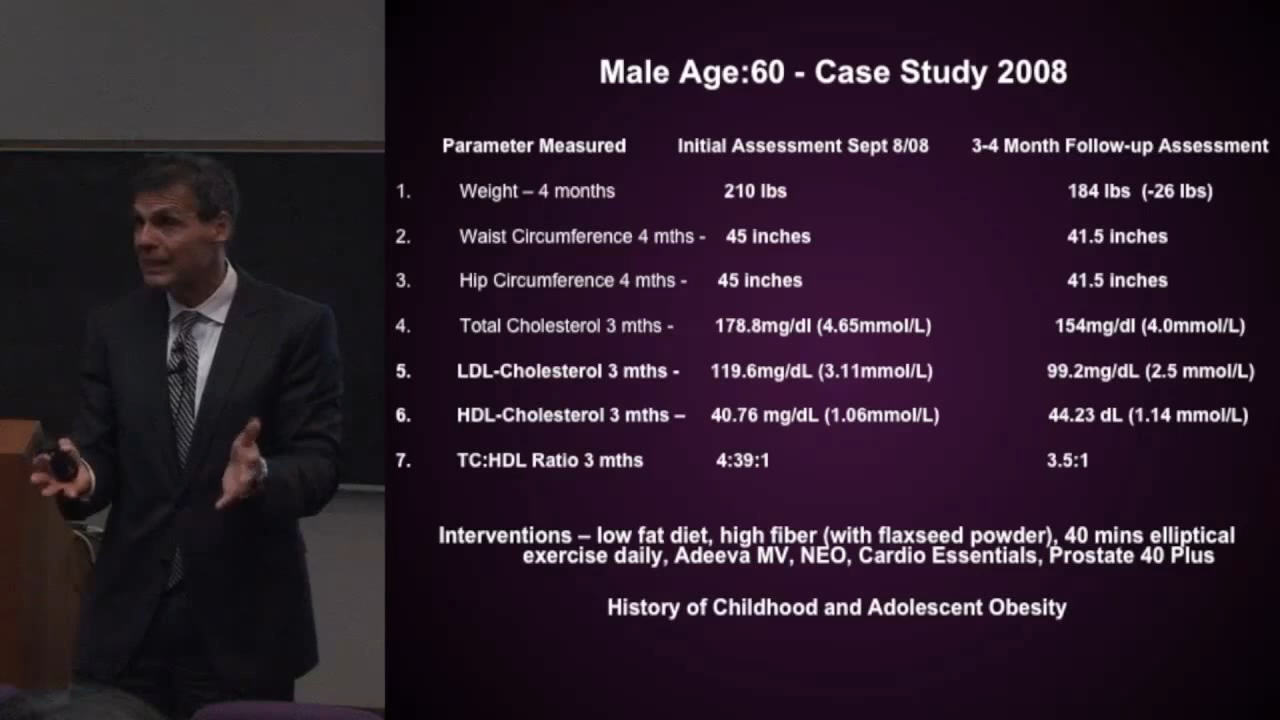 Male Age:60 - Case Study 2008
Parameter Measured Initial Assessment Sept 8/08 3-4 Month Follow-up Assessment
1. Weight – 4 months 210 lbs 184 lbs (-26 lbs)
2. Waist Circumference 4 mths - 45 inches 41.5 inches
3. Hip Circumference 4 mths - 45 inches 41.5 inches
4. Total Cholesterol 3 mths - 178.8mg/dl (4.65mmol/L) 154mg/dl (4.0mmol/L)
5. LDL-Cholesterol 3 mths - 119.6mg/dL (3.11mmol/L) 99.2mg/dL (2.5 mmol/L)
6. HDL-Cholesterol 3 mths – 40.76 mg/dL (1.06mmol/L) 44.23 dL (1.14 mmol/L)
7. TC:HDL Ratio 3 mths 4:39:1 3.5:1
Interventions – low fat diet, high fiber (with flaxseed powder), 40 mins elliptical
exercise daily, Adeeva MV, NEO, Cardio Essentials, Prostate 40 Plus
History of Childhood and Adolescent Obesity